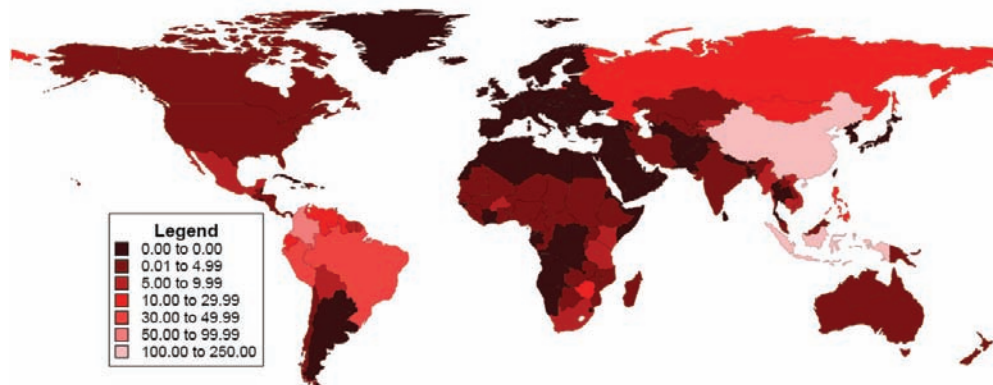 Legend
0.00 to 0.00
0.01 to 4.99
5.00 to 9.99
10.00 to 29.99
30.00 to 49.99
50.00 to 99.99
100.00 to 250.00